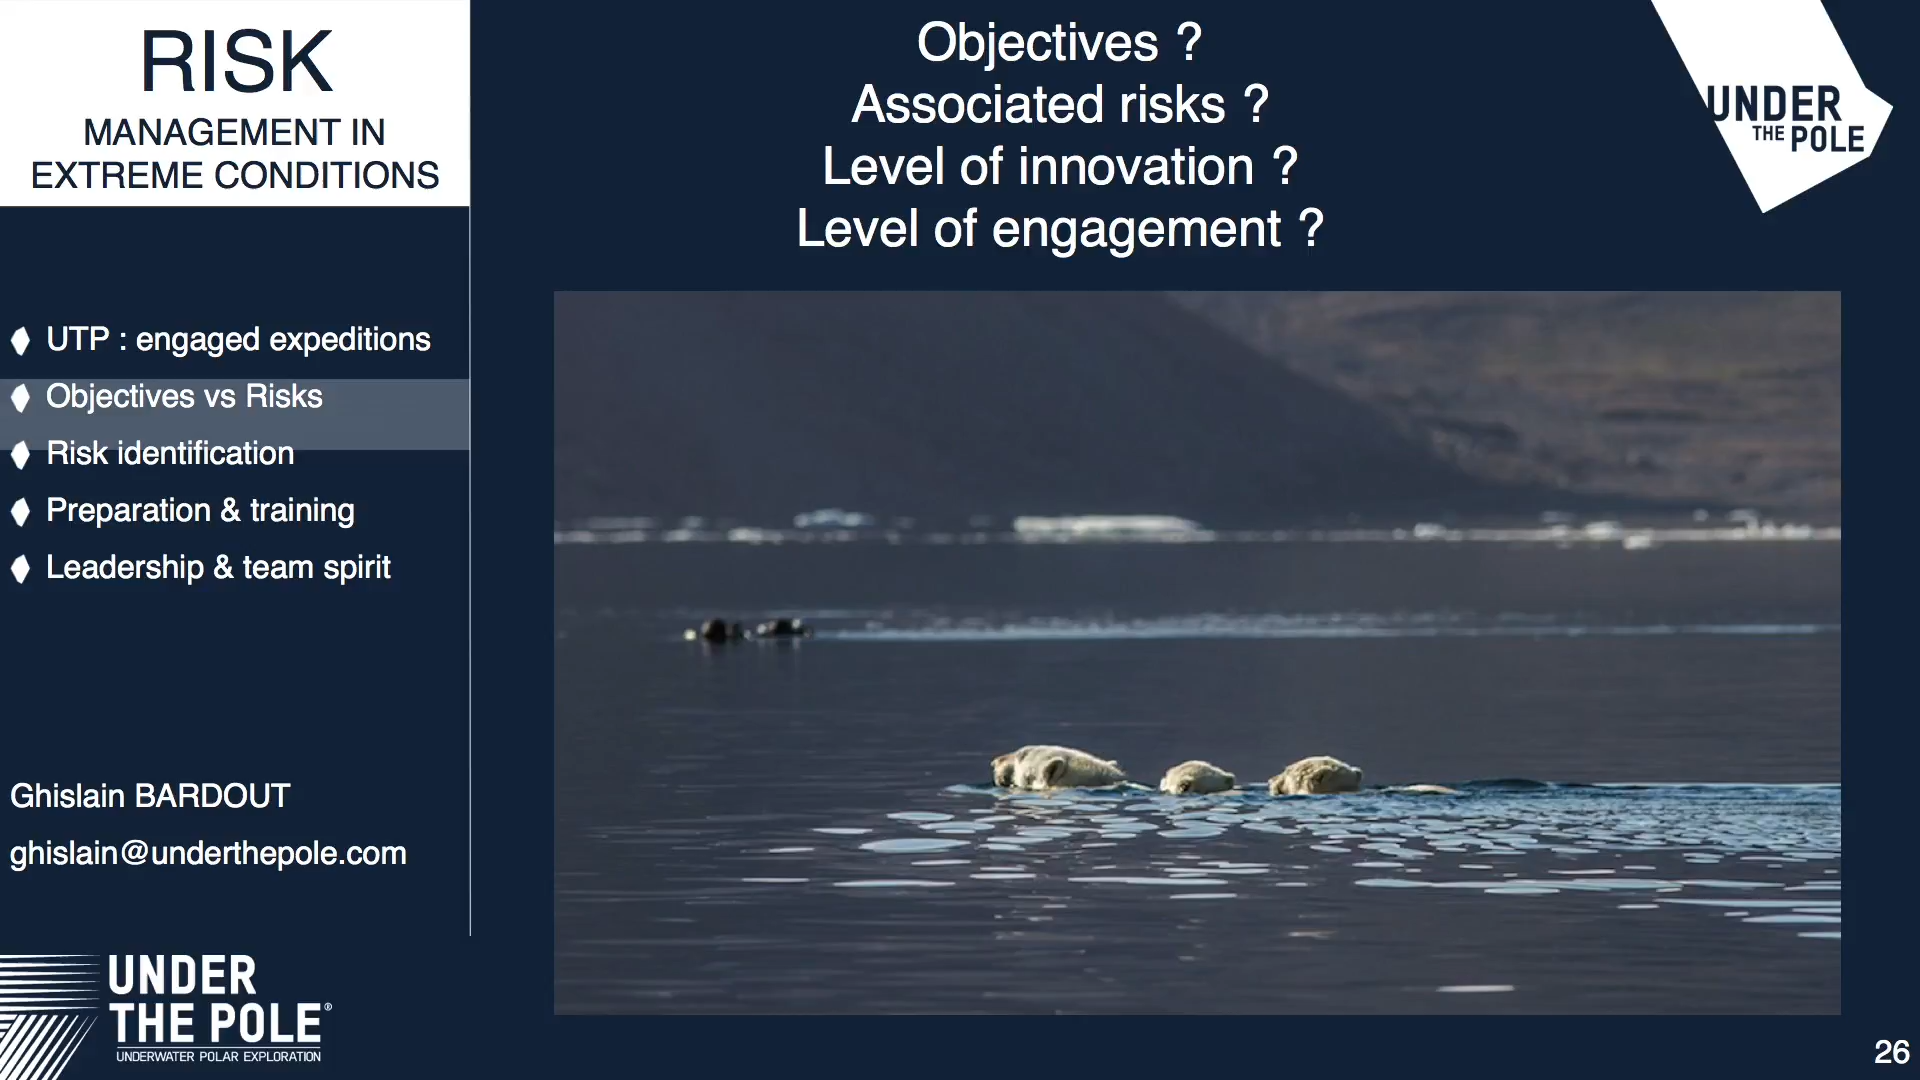 RISK
MANAGEMENT IN
EXTREME CONDITIONS
UTP : engaged expeditions
Objectives vs Risks
Risk identification
Preparation & training
Leadership & team spirit
Ghislain BARDOUT
ghislain@underthepole.com
UNDER
THE POLE®
UNDERWATER POLAR EXPLORATION
Objectives ?
Associated risks ?
Level of innovation ?
Level of engagement ?
UNDER
THE POLE
26